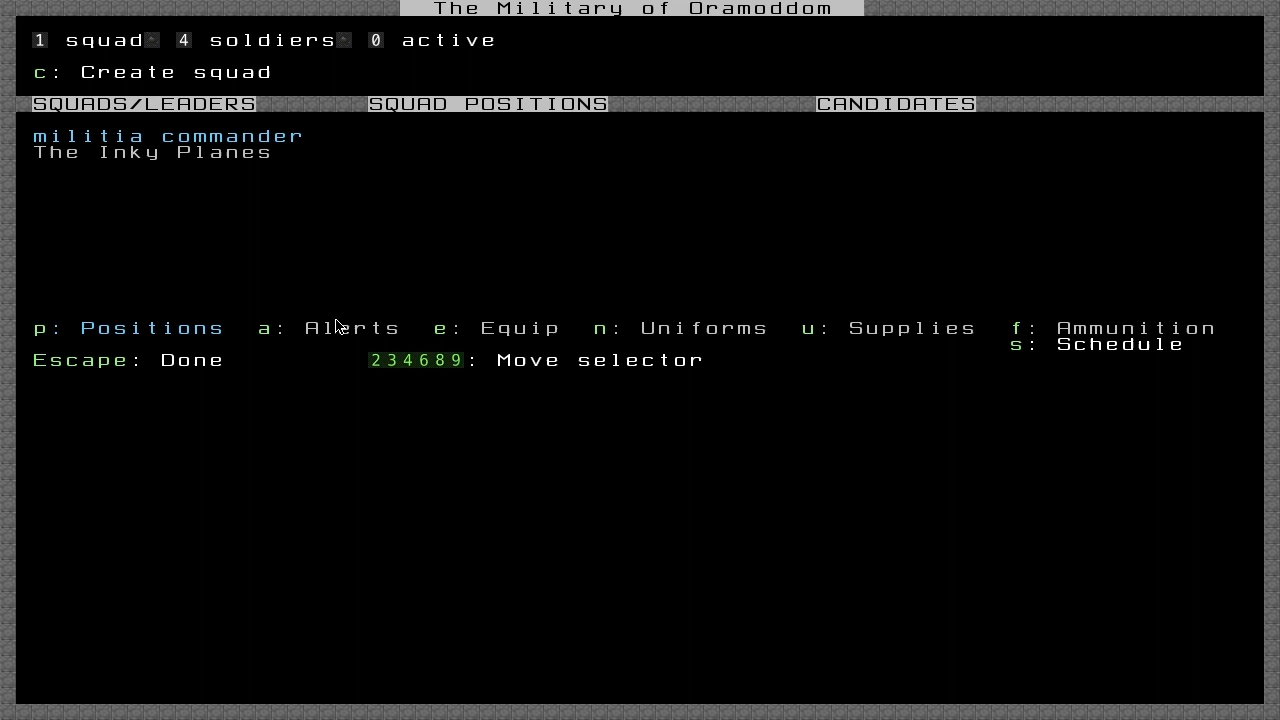 The Military of Oramoddom
1 squad 4 soldiers 0 active
c: Create squad
SQUADS/LEADERS SQUAD POSITIONS CANDIDATES
militia commander
The Inky Planes
p: Positions a: Alerts e: Equip n: Uniforms u: Supplies f: Ammunition
s: Schedule
Escape: Done 234689: Move selector